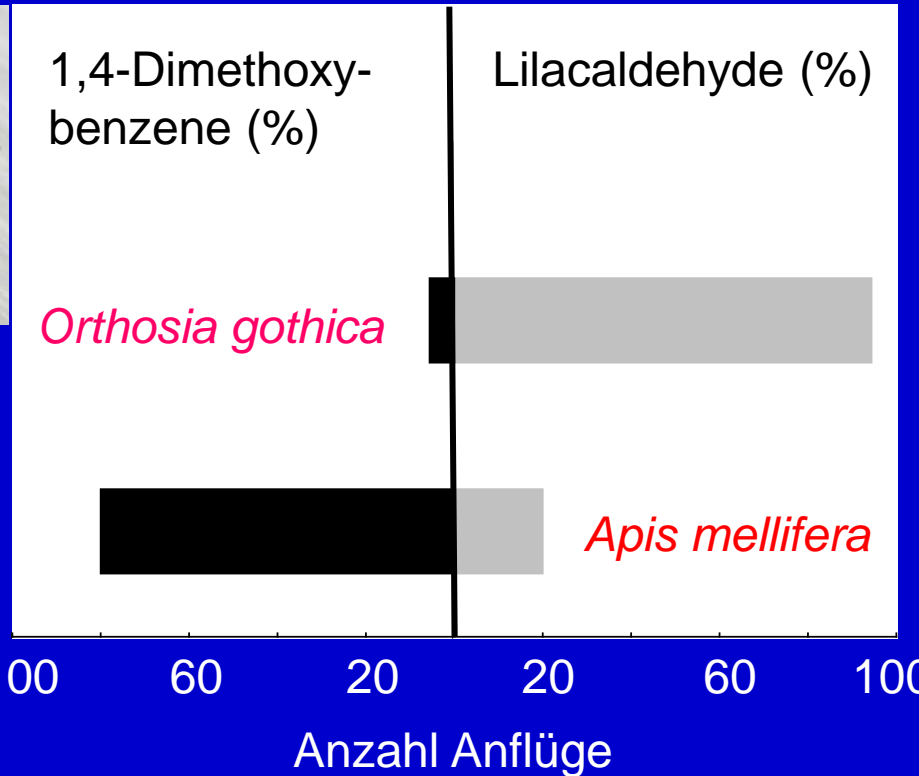 1,4-Dimethoxy-
benzene (%)
Lilacaldehyde (%)
Orthosia gothica
Apis mellifera
00 60 20 20 60 100
Anzahl Anflüge